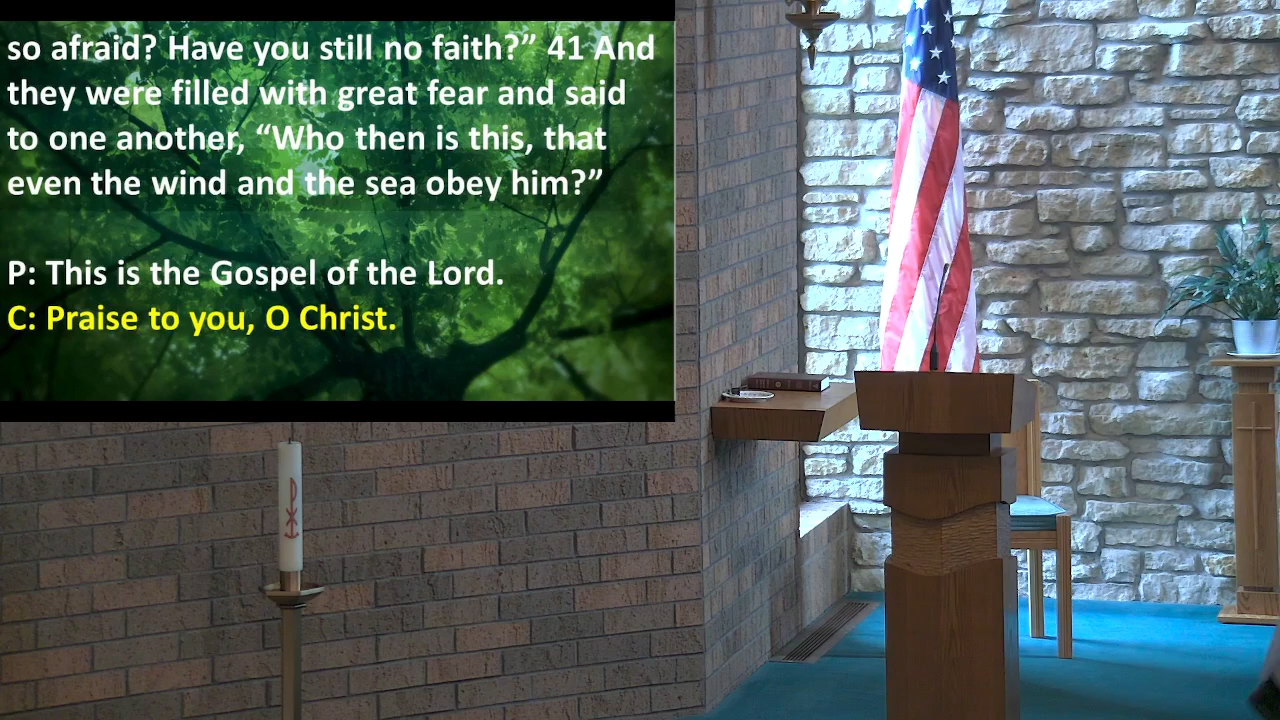 so afraid? Have you still no faith?” 41 And
they were filled with great fear and said
to one another, “Who then is this, that
even the wind and the sea obey him?”
P: This is the Gospel of the Lord.
C: Praise to you, O Christ.